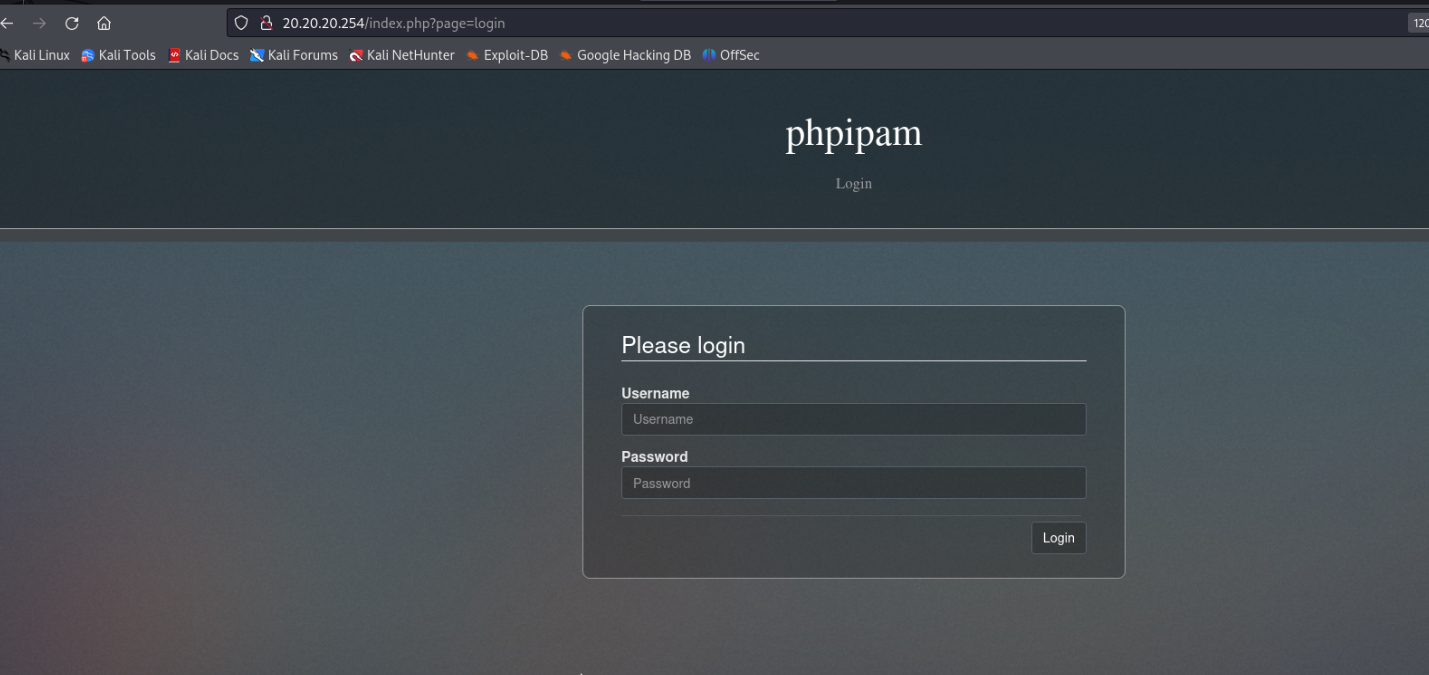 20.20.20.254/index.php?page=login
120
Kali Linux Kali Tools Kali Docs Kali Forums Kali NetHunter Exploit-DB Google Hacking DB OffSec
phpipam
Login
Please login
Username
Username
Password
Password
Login